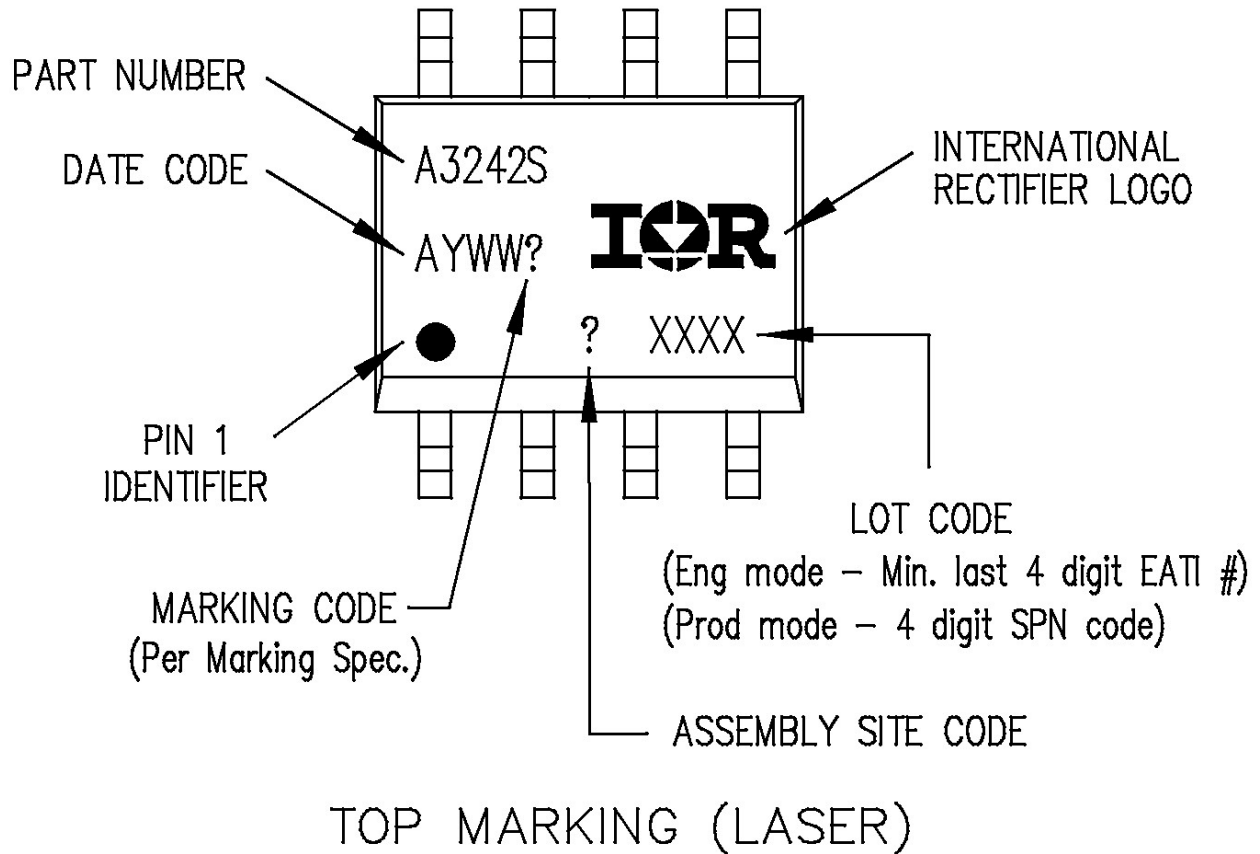 PART NUMBER
DATE CODE
A3242S
AYWW?
IOR
INTERNATIONAL
RECTIFIER LOGO
? XXXX
PIN 1
IDENTIFIER
LOT CODE
(Eng mode – Min. last 4 digit EATI #)
(Prod mode – 4 digit SPN code)
MARKING CODE
(Per Marking Spec.)
ASSEMBLY SITE CODE
TOP MARKING (LASER)